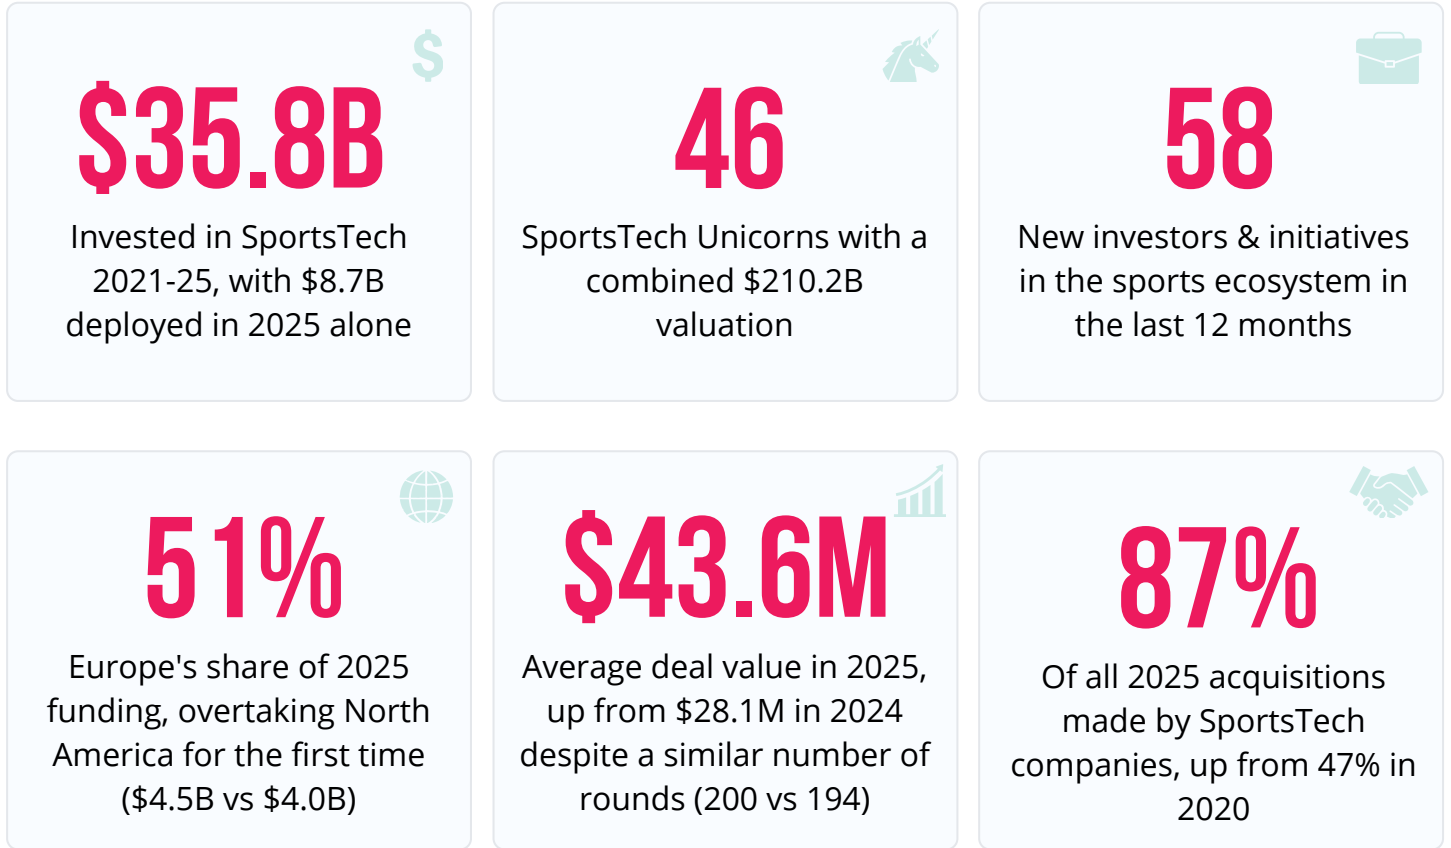 $35.8B
Invested in SportsTech
2021-25, with $8.7B
deployed in 2025 alone
46
SportsTech Unicorns with a
combined $210.2B
valuation
58
New investors & initiatives
in the sports ecosystem in
the last 12 months
51%
Europe's share of 2025
funding, overtaking North
America for the first time
($4.5B vs $4.0B)
$43.6M
Average deal value in 2025,
up from $28.1M in 2024
despite a similar number of
rounds (200 vs 194)
87%
Of all 2025 acquisitions
made by SportsTech
companies, up from 47% in
2020